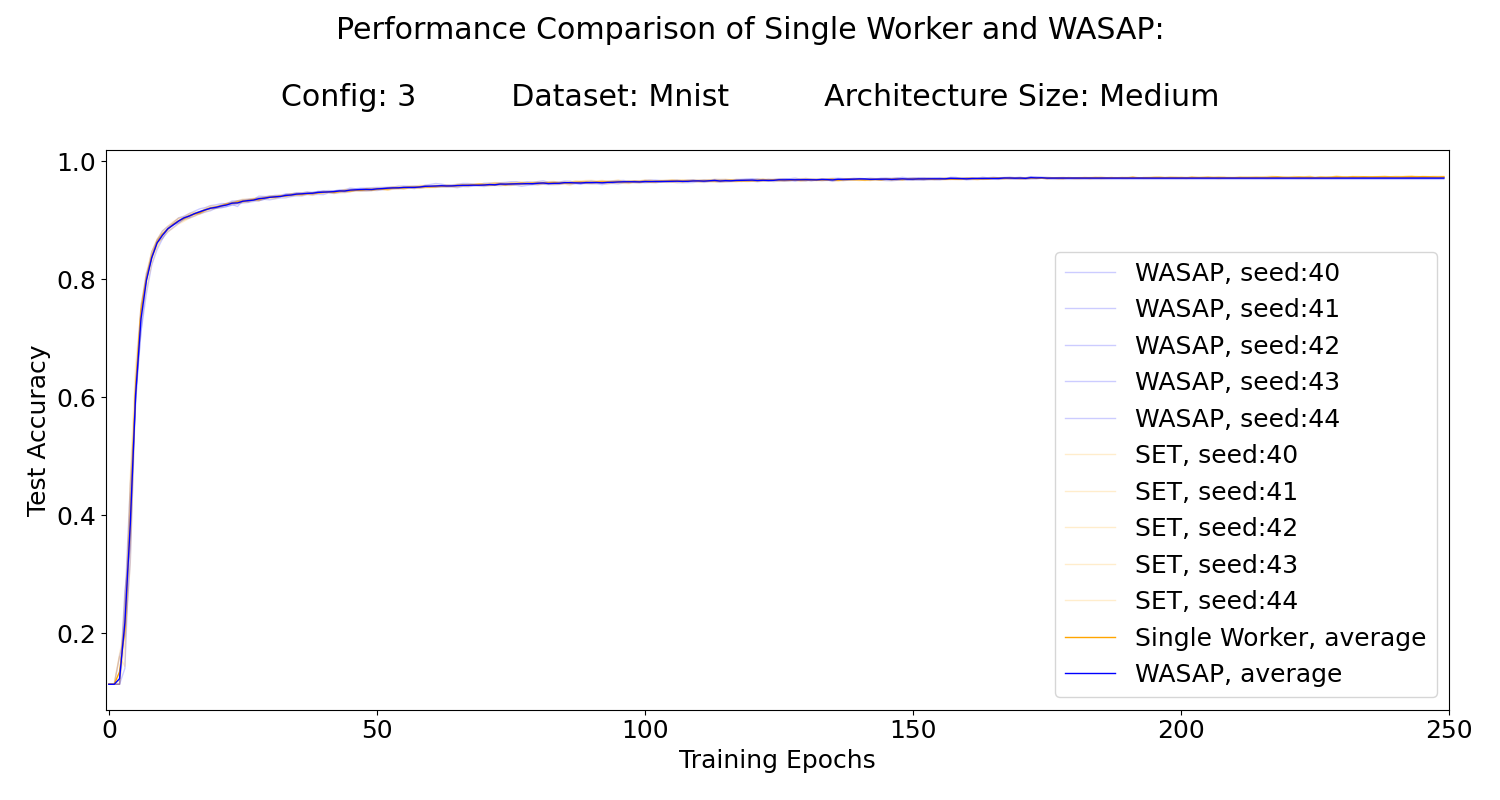 Performance Comparison of Single Worker and WASAP:
Config: 3 Dataset: Mnist Architecture Size: Medium
1.0
0.8
0.6
0.4
0.2
Test Accuracy
0 50 100 150 200 250
Training Epochs
WASAP, seed:40
WASAP, seed:41
WASAP, seed:42
WASAP, seed:43
WASAP, seed:44
SET, seed:40
SET, seed:41
SET, seed:42
SET, seed:43
SET, seed:44
Single Worker, average
WASAP, average